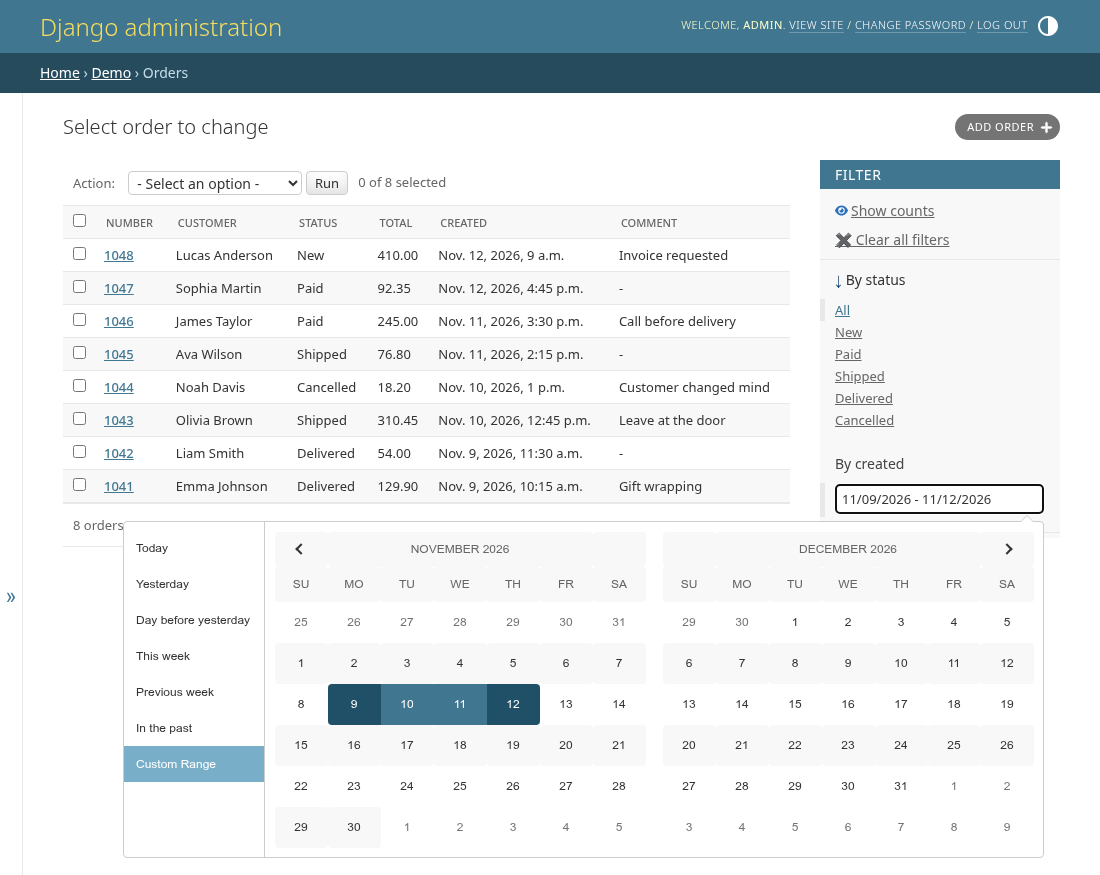 Django administration
WELCOME, ADMIN. VIEW SITE / CHANGE PASSWORD / LOG OUT
Home › Demo › Orders
Select order to change
ADD ORDER +
Action: - Select an option - Run 0 of 8 selected
NUMBER CUSTOMER STATUS TOTAL CREATED COMMENT
1048 Lucas Anderson New 410.00 Nov. 12, 2026, 9 a.m. Invoice requested
1047 Sophia Martin Paid 92.35 Nov. 12, 2026, 4:45 p.m. -
1046 James Taylor Paid 245.00 Nov. 11, 2026, 3:30 p.m. Call before delivery
1045 Ava Wilson Shipped 76.80 Nov. 11, 2026, 2:15 p.m. -
1044 Noah Davis Cancelled 18.20 Nov. 10, 2026, 1 p.m. Customer changed mind
1043 Olivia Brown Shipped 310.45 Nov. 10, 2026, 12:45 p.m. Leave at the door
1042 Liam Smith Delivered 54.00 Nov. 9, 2026, 11:30 a.m. -
1041 Emma Johnson Delivered 129.90 Nov. 9, 2026, 10:15 a.m. Gift wrapping
8 orders
FILTER
Show counts
✖ Clear all filters
↓ By status
All
New
Paid
Shipped
Delivered
Cancelled
By created
11/09/2026 - 11/12/2026
»
Today
Yesterday
Day before yesterday
This week
Previous week
In the past
Custom Range
NOVEMBER 2026
SU MO TU WE TH FR SA
25 26 27 28 29 30 31
1 2 3 4 5 6 7
8 9 10 11 12 13 14
15 16 17 18 19 20 21
22 23 24 25 26 27 28
29 30 1 2 3 4 5
DECEMBER 2026
SU MO TU WE TH FR SA
29 30 1 2 3 4 5
6 7 8 9 10 11 12
13 14 15 16 17 18 19
20 21 22 23 24 25 26
27 28 29 30 31 1 2
3 4 5 6 7 8 9